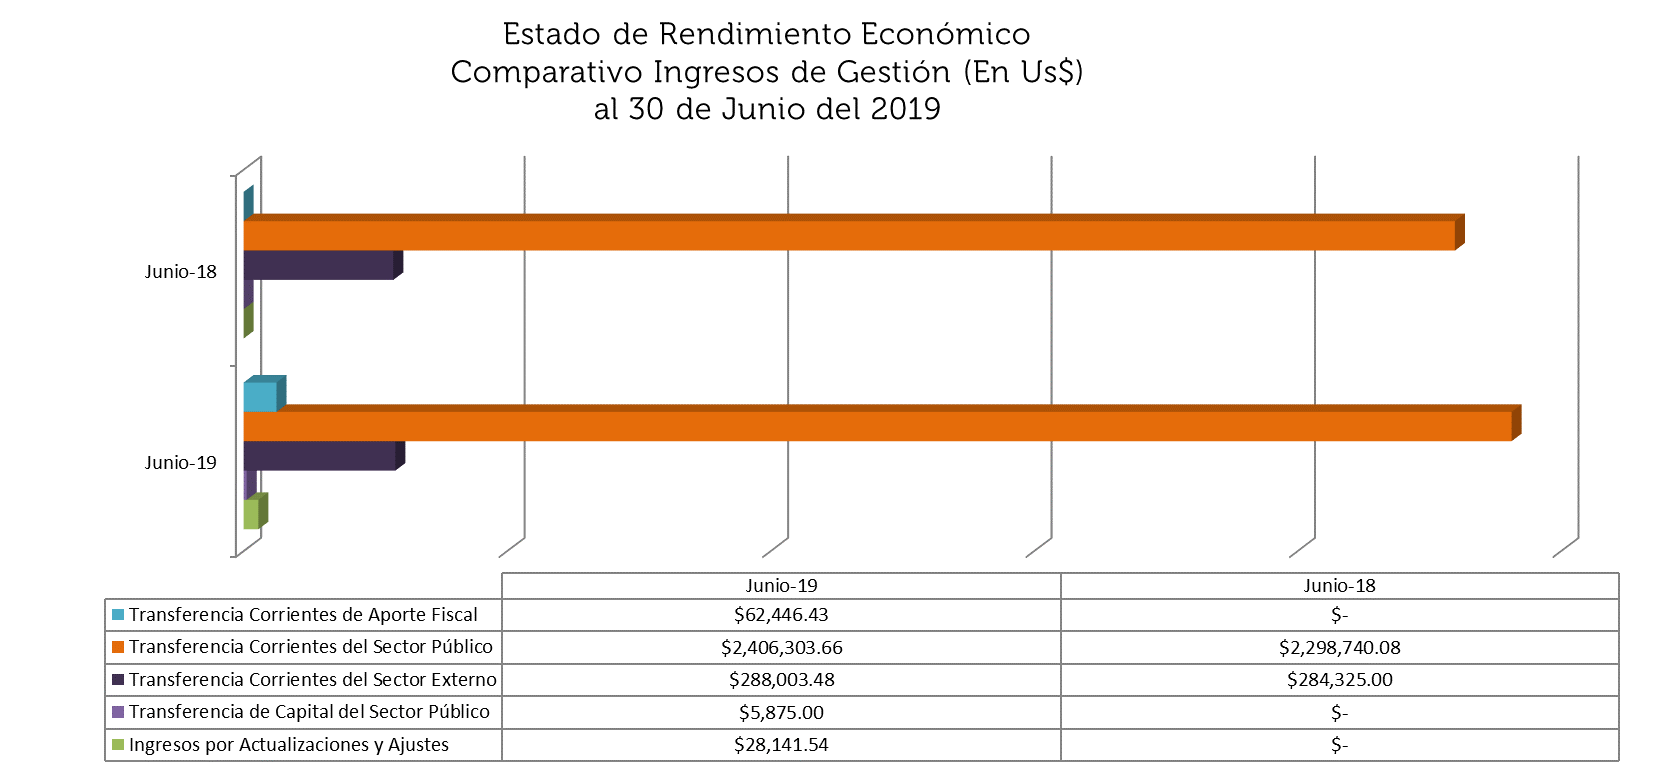 Estado de Rendimiento Económico
Comparativo Ingresos de Gestión (En Us$)
al 30 de Junio del 2019
Junio-18
Junio-19
Junio-19 Junio-18
Transferencia Corrientes de Aporte Fiscal $62,446.43 $-
Transferencia Corrientes del Sector Público $2,406,303.66 $2,298,740.08
Transferencia Corrientes del Sector Externo $288,003.48 $284,325.00
Transferencia de Capital del Sector Público $5,875.00 $-
Ingresos por Actualizaciones y Ajustes $28,141.54 $-